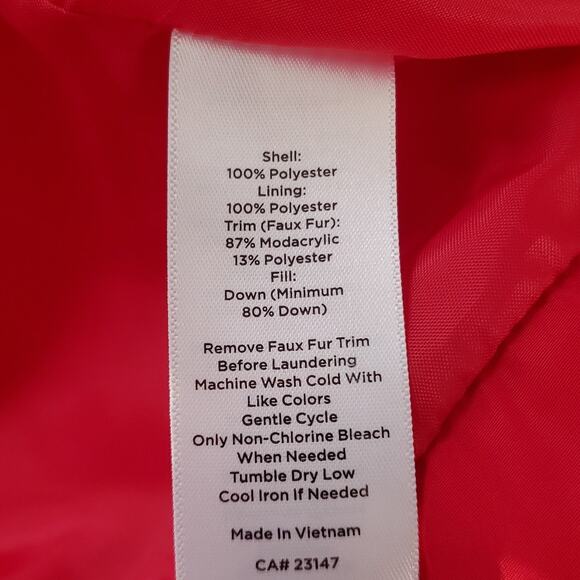 Shell:
100% Polyester
Lining:
100% Polyester
Trim (Faux Fur):
87% Modacrylic
13% Polyester
Fill:
Down (Minimum
80% Down)
Remove Faux Fur Trim
Before Laundering
Machine Wash Cold With
Like Colors
Gentle Cycle
Only Non-Chlorine Bleach
When Needed
Tumble Dry Low
Cool Iron If Needed
Made In Vietnam
CA# 23147